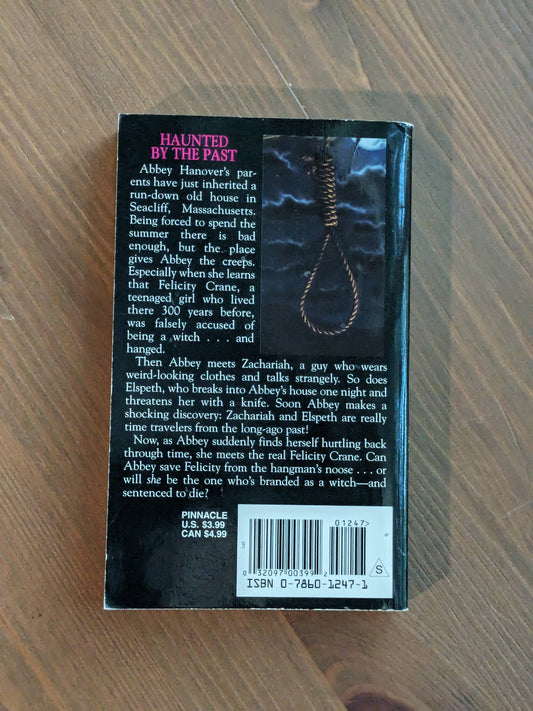 HAUNTED
BY THE PAST
Abbey Hanover's par-
ents have just inherited a
run-down old house in
Seacliff, Massachusetts.
Being forced to spend the
summer there is bad
enough, but the place
gives Abbey the creeps.
Especially when she learns
that Felicity Crane, a
teenaged girl who lived
there 300 years before,
was falsely accused of
being a witch . . . and
hanged.
Then Abbey meets Zachariah, a guy who wears
weird-looking clothes and talks strangely. So does
Elspeth, who breaks into Abbey's house one night and
threatens her with a knife. Soon Abbey makes a
shocking discovery: Zachariah and Elspeth are really
time travelers from the long-ago past!
Now, as Abbey suddenly finds herself hurtling back
through time, she meets the real Felicity Crane. Can
Abbey save Felicity from the hangman's noose . . . or
will she be the one who's branded as a witch—and
sentenced to die?
PINNACLE
U.S. $3.99
CAN $4.99
01247>
0 32097 00399 2
ISBN 0-7860-1247-1
S